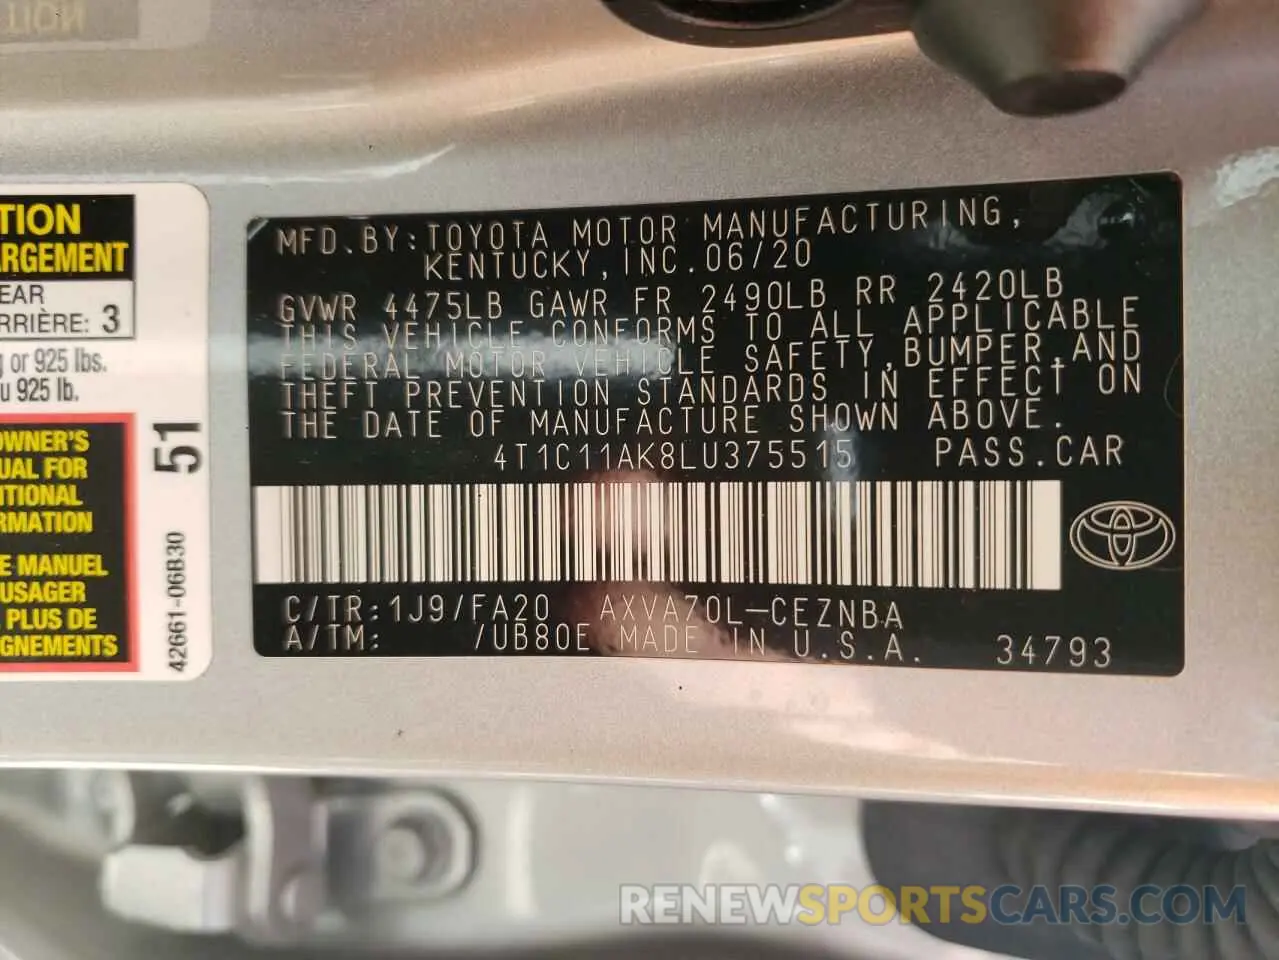 TION
RGEMENT
EAR
RRIÈRE: 3
g or 925 lbs.
u 925 lb.
OWNER'S
UAL FOR
ITIONAL
RMATION
E MANUEL
USAGER
PLUS DE
GNEMENTS
51
42661-06B30
MFD.BY:TOYOTA MOTOR MANUFACTURING,
KENTUCKY,INC.06/20
GVWR 4475LB GAWR FR 2490LB RR 2420LB
THIS VEHICLE CONFORMS TO ALL APPLICABLE
FEDERAL MOTOR VEHICLE SAFETY,BUMPER,AND
THEFT PREVENTION STANDARDS IN EFFECT ON
THE DATE OF MANUFACTURE SHOWN ABOVE.
4T1C11AK8LU375515 PASS.CAR
C/TR:1J9/FA20 AXVA70L-CEZNBA
A/TM: /UB80E MADE IN U.S.A. 34793
RENEWSPORTSCARS.COM